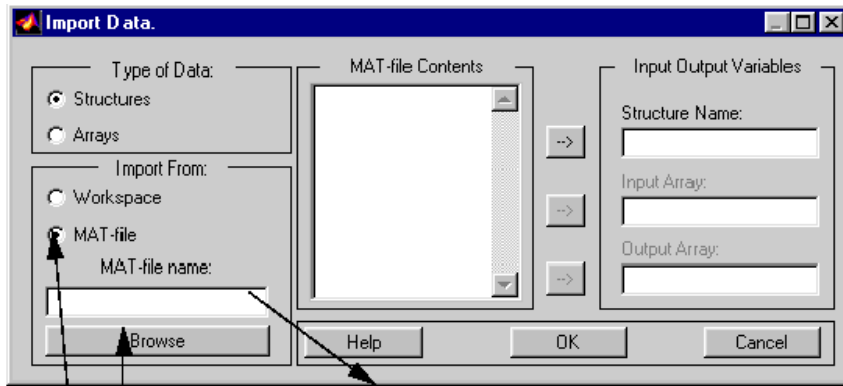 Import Data.
Type of Data:
Structures
Arrays
Import From:
Workspace
MAT-file
MAT-file name:
Browse
MAT-file Contents
-->
-->
-->
Input Output Variables
Structure Name:
Input Array:
Output Array:
Help
OK
Cancel